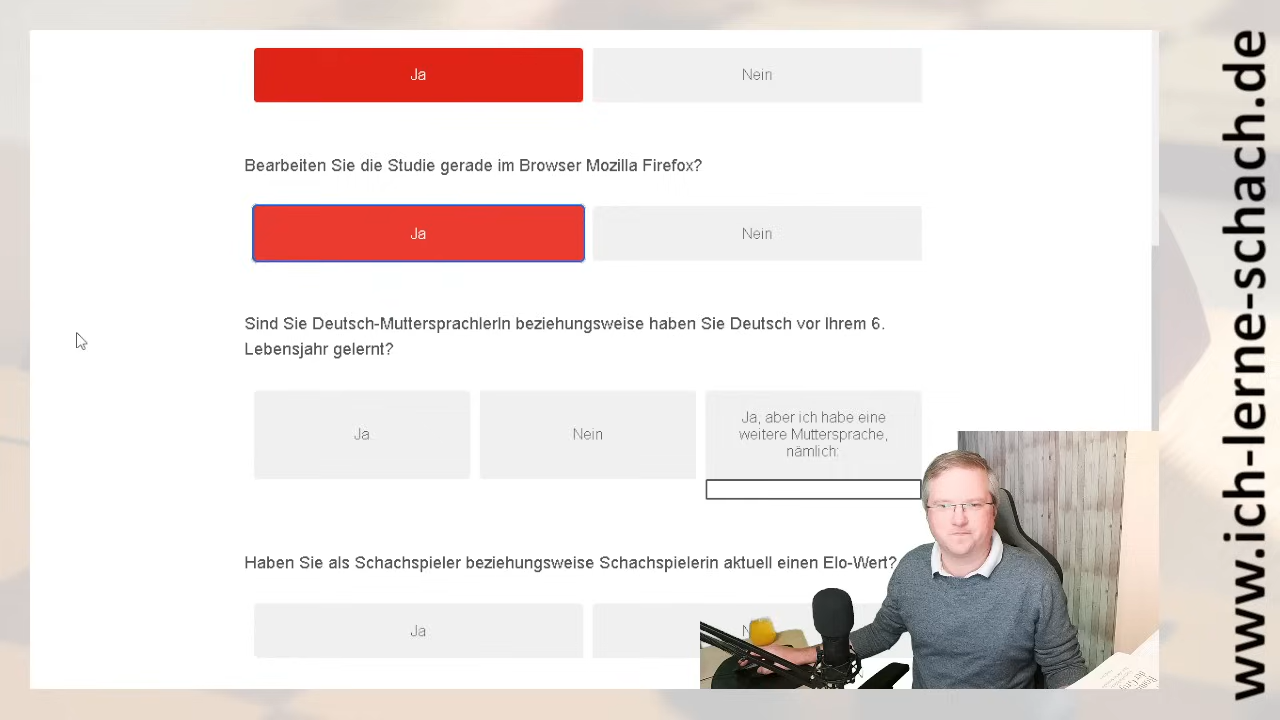 Ja
Nein
Bearbeiten Sie die Studie gerade im Browser Mozilla Firefox?
Ja
Nein
Sind Sie Deutsch-MuttersprachlerIn beziehungsweise haben Sie Deutsch vor Ihrem 6.
Lebensjahr gelernt?
Ja
Nein
Ja, aber ich habe eine
weitere Muttersprache,
nämlich:
Haben Sie als Schachspieler beziehungsweise Schachspielerin aktuell einen Elo-Wert?
Ja
www.ich-lerne-schach.de